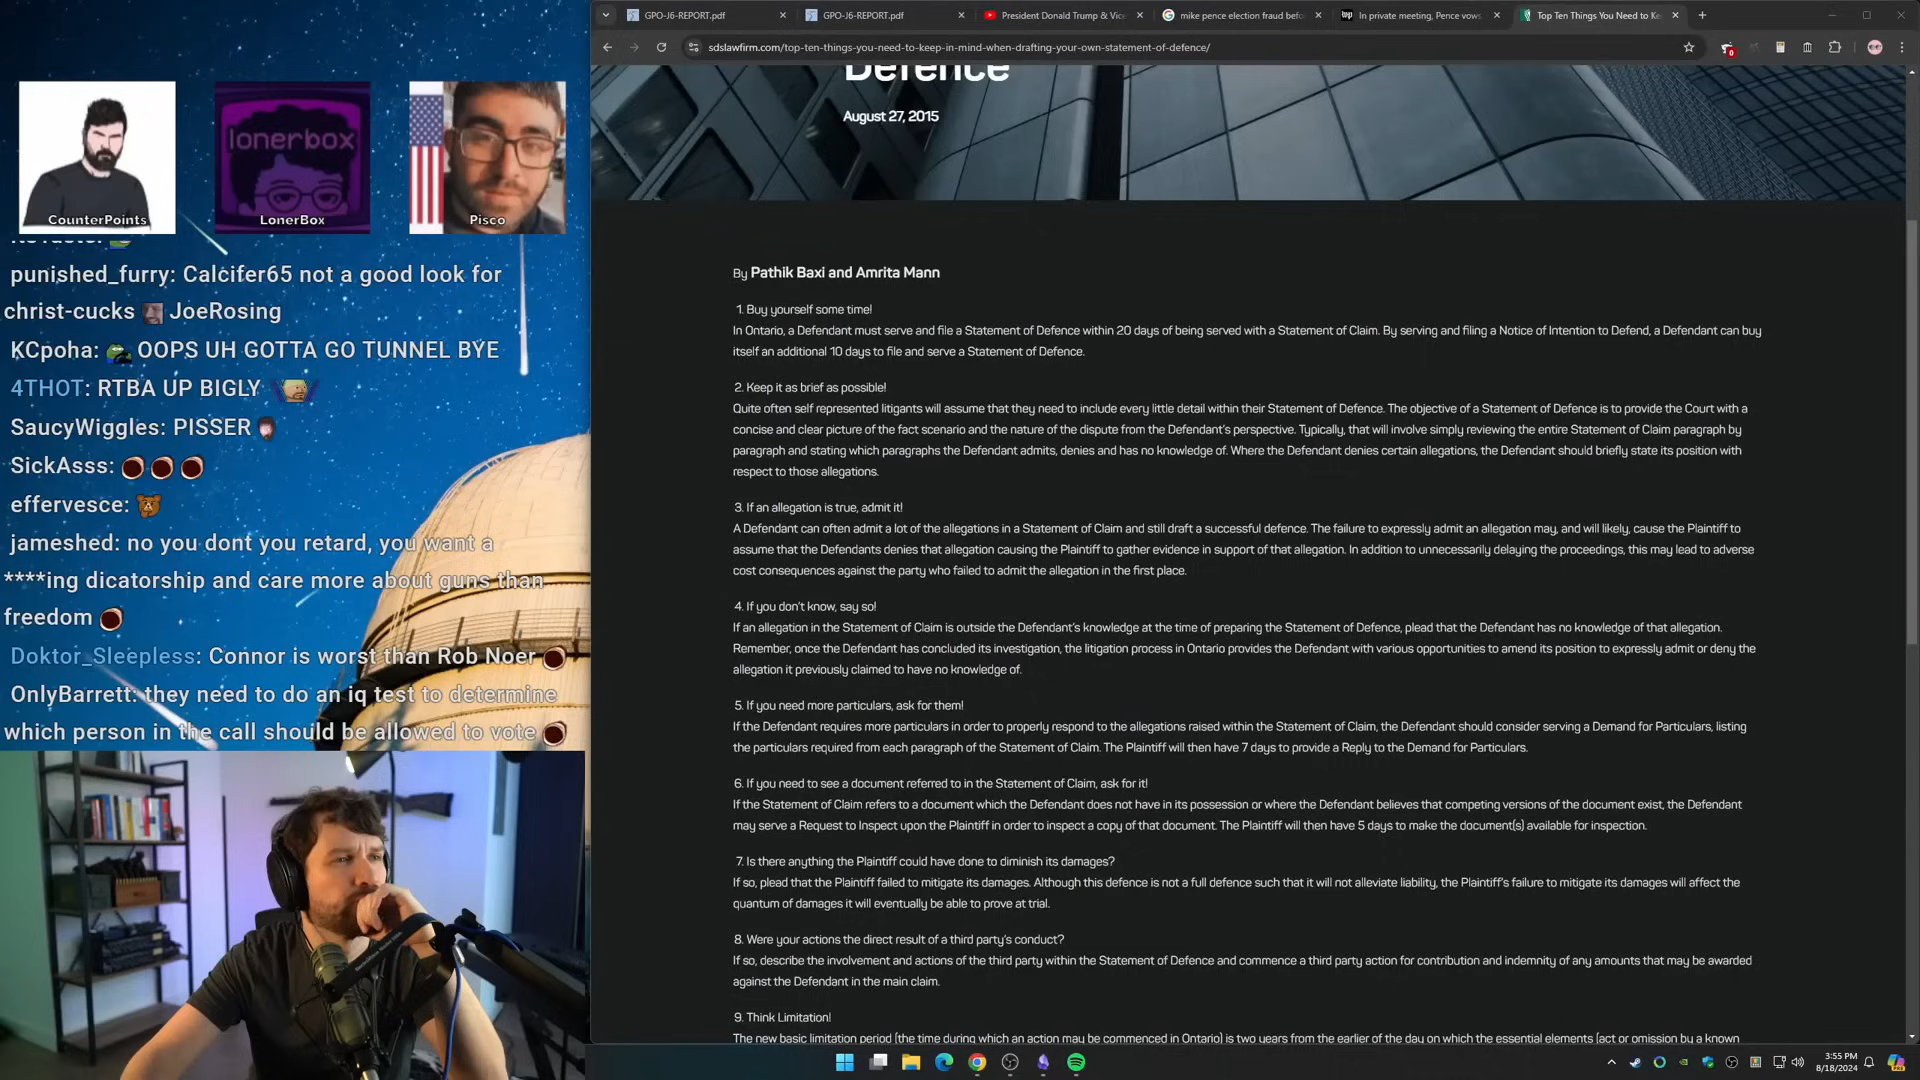 GPO-J6-REPORT.pdf
GPO-J6-REPORT.pdf
President Donald Trump & Vice
mike pence election fraud befo
In private meeting, Pence vows
Top Ten Things You Need to Ke
sdslawfirm.com/top-ten-things-you-need-to-keep-in-mind-when-drafting-your-own-statement-of-defence/
Defence
August 27, 2015
By Pathik Baxi and Amrita Mann
1. Buy yourself some time!
In Ontario, a Defendant must serve and file a Statement of Defence within 20 days of being served with a Statement of Claim. By serving and filing a Notice of Intention to Defend, a Defendant can buy
itself an additional 10 days to file and serve a Statement of Defence.
2. Keep it as brief as possible!
Quite often self represented litigants will assume that they need to include every little detail within their Statement of Defence. The objective of a Statement of Defence is to provide the Court with a
concise and clear picture of the fact scenario and the nature of the dispute from the Defendant's perspective. Typically, that will involve simply reviewing the entire Statement of Claim paragraph by
paragraph and stating which paragraphs the Defendant admits, denies and has no knowledge of. Where the Defendant denies certain allegations, the Defendant should briefly state its position with
respect to those allegations.
3. If an allegation is true, admit it!
A Defendant can often admit a lot of the allegations in a Statement of Claim and still draft a successful defence. The failure to expressly admit an allegation may, and will likely, cause the Plaintiff to
assume that the Defendants denies that allegation causing the Plaintiff to gather evidence in support of that allegation. In addition to unnecessarily delaying the proceedings, this may lead to adverse
cost consequences against the party who failed to admit the allegation in the first place.
4. If you don't know, say so!
If an allegation in the Statement of Claim is outside the Defendant's knowledge at the time of preparing the Statement of Defence, plead that the Defendant has no knowledge of that allegation.
Remember, once the Defendant has concluded its investigation, the litigation process in Ontario provides the Defendant with various opportunities to amend its position to expressly admit or deny the
allegation it previously claimed to have no knowledge of.
5. If you need more particulars, ask for them!
If the Defendant requires more particulars in order to properly respond to the allegations raised within the Statement of Claim, the Defendant should consider serving a Demand for Particulars, listing
the particulars required from each paragraph of the Statement of Claim. The Plaintiff will then have 7 days to provide a Reply to the Demand for Particulars.
6. If you need to see a document referred to in the Statement of Claim, ask for it!
If the Statement of Claim refers to a document which the Defendant does not have in its possession or where the Defendant believes that competing versions of the document exist, the Defendant
may serve a Request to Inspect upon the Plaintiff in order to inspect a copy of that document. The Plaintiff will then have 5 days to make the document(s) available for inspection.
7. Is there anything the Plaintiff could have done to diminish its damages?
If so, plead that the Plaintiff failed to mitigate its damages. Although this defence is not a full defence such that it will not alleviate liability, the Plaintiff's failure to mitigate its damages will affect the
quantum of damages it will eventually be able to prove at trial.
8. Were your actions the direct result of a third party's conduct?
If so, describe the involvement and actions of the third party within the Statement of Defence and commence a third party action for contribution and indemnity of any amounts that may be awarded
against the Defendant in the main claim.
9. Think Limitation!
The new basic limitation period (the time during which an action may be commenced in Ontario) is two years from the earlier of the day on which the essential elements (act or omission by a known
CounterPoints
lonerbox
LonerBox
Pisco
punished_furry: Calcifer65 not a good look for
christ-cucks JoeRosing
KCpoha: OOPS UH GOTTA GO TUNNEL BYE
4THOT: RTBA UP BIGLY
SaucyWiggles: PISSER
SickAsss:
effervesce:
jameshed: no you dont you retard, you want a
****ing dicatorship and care more about guns than
freedom
Doktor_Sleepless: Connor is worst than Rob Noer
OnlyBarrett: they need to do an iq test to determine
which person in the call should be allowed to vote
3:55 PM
8/18/2024